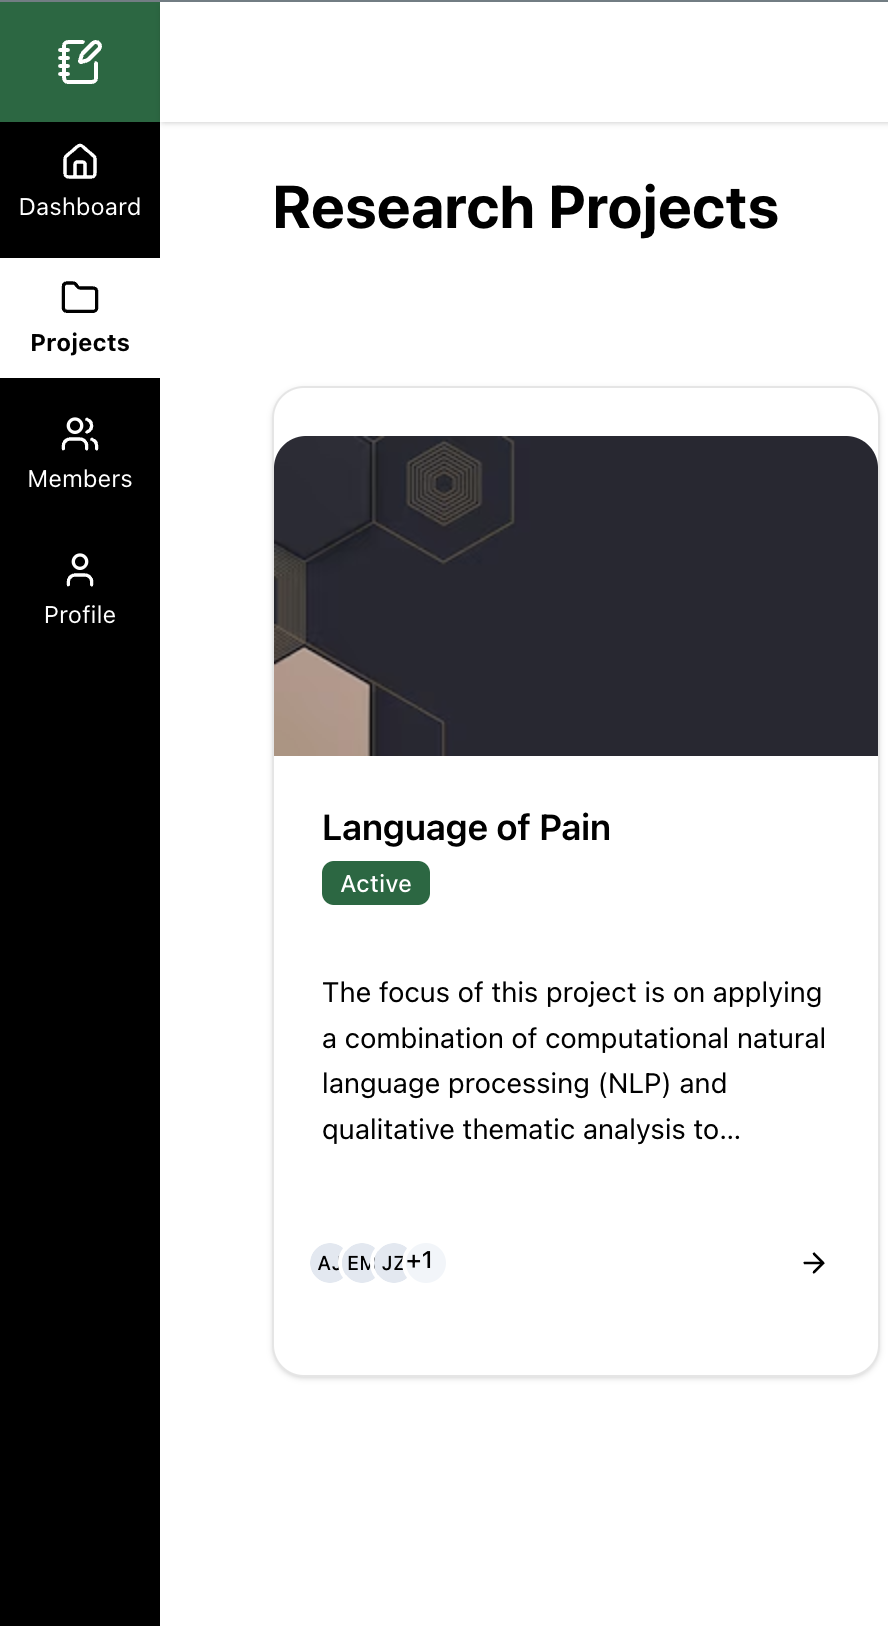 Dashboard
Projects
Members
Profile
Research Projects
Language of Pain
Active
The focus of this project is on applying
a combination of computational natural
language processing (NLP) and
qualitative thematic analysis to...
AJ EM JZ +1